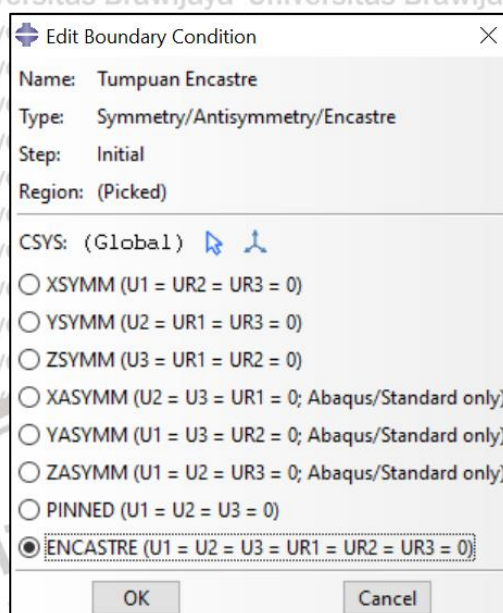 Edit Boundary Condition
Name: Tumpuan Encastre
Type: Symmetry/Antisymmetry/Encastre
Step: Initial
Region: (Picked)
CSYS: (Global)
XSYMM (U1 = UR2 = UR3 = 0)
YSYMM (U2 = UR1 = UR3 = 0)
ZSYMM (U3 = UR1 = UR2 = 0)
XASYMM (U2 = U3 = UR1 = 0; Abaqus/Standard only)
YASYMM (U1 = U3 = UR2 = 0; Abaqus/Standard only)
ZASYMM (U1 = U2 = UR3 = 0; Abaqus/Standard only)
PINNED (U1 = U2 = U3 = 0)
ENCASTRE (U1 = U2 = U3 = UR1 = UR2 = UR3 = 0)
OK Cancel